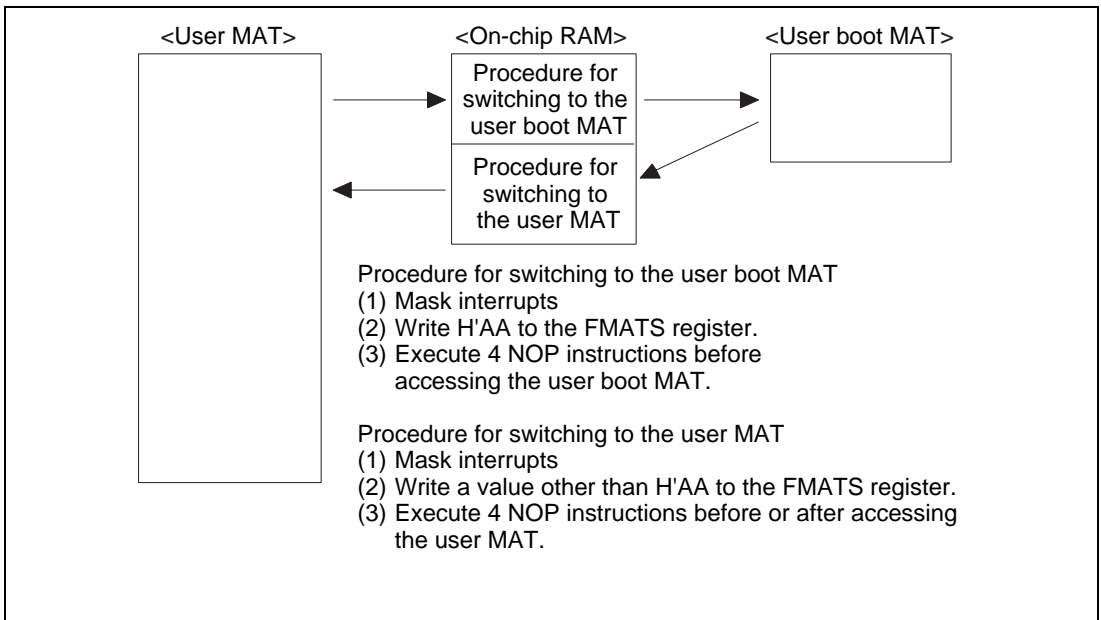 <User MAT>
<On-chip RAM>
<User boot MAT>
Procedure for
switching to the
user boot MAT
Procedure for
switching to
the user MAT
Procedure for switching to the user boot MAT
(1) Mask interrupts
(2) Write H'AA to the FMATS register.
(3) Execute 4 NOP instructions before
accessing the user boot MAT.
Procedure for switching to the user MAT
(1) Mask interrupts
(2) Write a value other than H'AA to the FMATS register.
(3) Execute 4 NOP instructions before or after accessing
the user MAT.